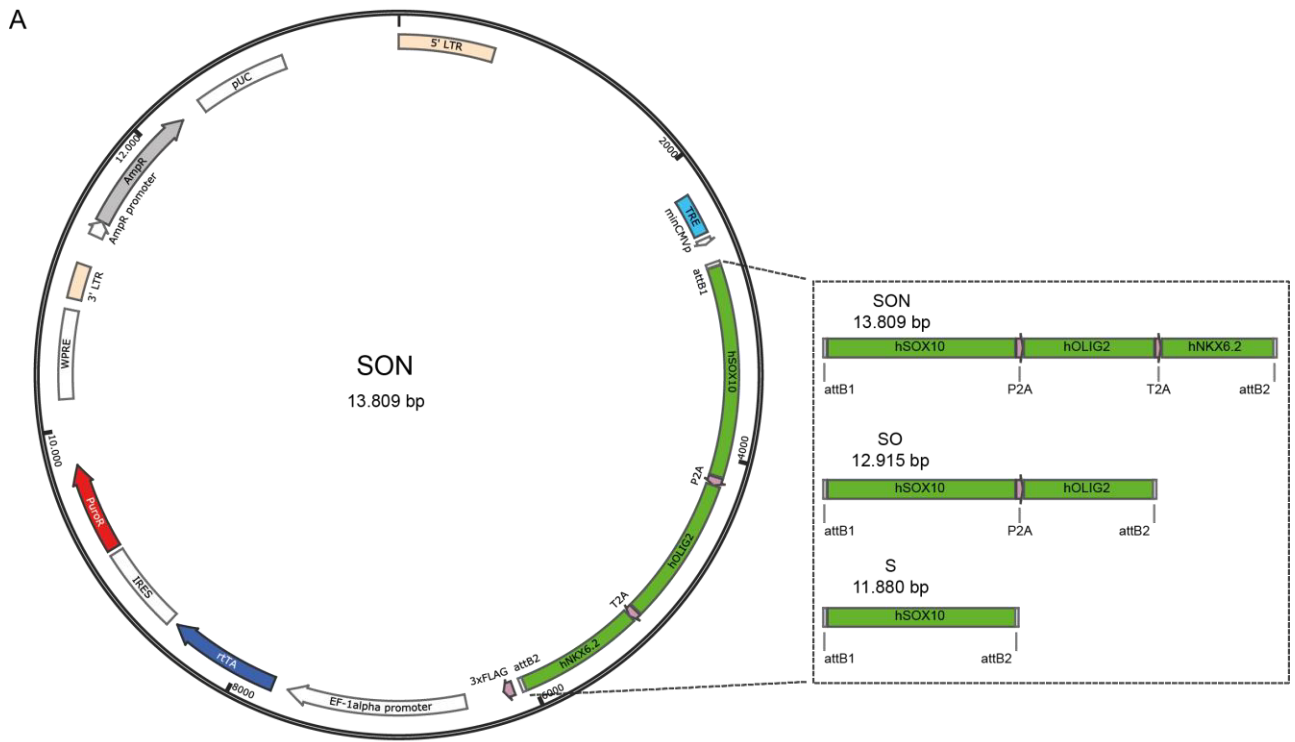 A
5' LTR
pUC
2000
12.000
AmpR
AmpR promoter
TRE
minCMVp
attB1
3' LTR
WPRE
hSOX10
SON
13.809 bp
10.000
4000
P2A
PuroR
hOLIG2
IRES
T2A
rtTA
hNKX6.2
attB2
3xFLAG
8000
6000
EF-1alpha promoter
SON
13.809 bp
hSOX10 hOLIG2 hNKX6.2
attB1 P2A T2A attB2
SO
12.915 bp
hSOX10 hOLIG2
attB1 P2A attB2
S
11.880 bp
hSOX10
attB1 attB2